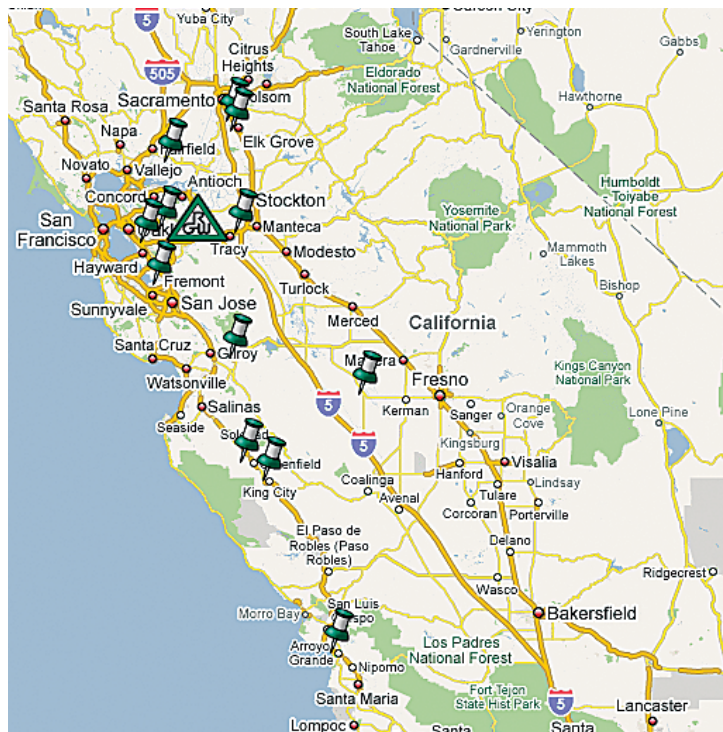 Carson City
Yuba City
5
Yerington
South Lake
Tahoe
Gardnerville
Gabbs
Citrus
Heights
505
Eldorado
National Forest
Sacramento
Folsom
Hawthorne
Santa Rosa
Napa
Elk Grove
Fairfield
Novato
Vallejo
Antioch
Concord
Stockton
Humboldt
Toiyabe
National Forest
Yosemite
National Park
San
Francisco
Manteca
Tracy
Modesto
Mammoth
Lakes
Hayward
Fremont
Turlock
Bishop
Sunnyvale
San Jose
Merced
California
Santa Cruz
Gilroy
Madera
Kings Canyon
National Park
Watsonville
Fresno
5
Kerman
Sanger
Orange
Cove
Lone Pine
Salinas
Seaside
Kingsburg
5
Visalia
King City
Coalinga
Hanford
Tulare
Lindsay
Avenal
Corcoran
Porterville
El Paso de
Robles (Paso
Robles)
Delano
Ridgecrest
Wasco
Morro Bay
San Luis
Bakersfield
Arroyo
Grande
Nipomo
Los Padres
National Forest
Santa Maria
Fort Tejon
State Hist Park
5
Lancaster
Lompoc
Santa
Santa